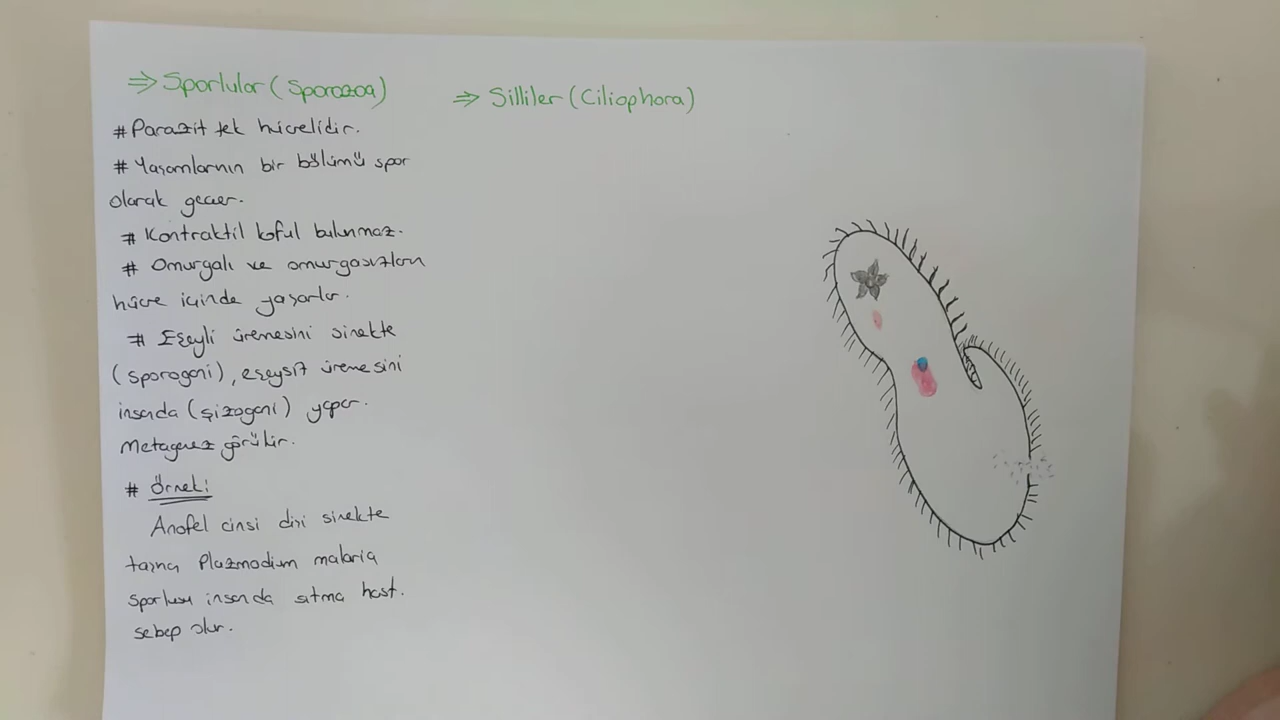 ⇒ Sporlular (Sporozoa)
# Parazit tek hücrelidir.
# Yaşamlarının bir bölümü spor
olarak geçer.
# Kontraktil koful bulunmaz.
# Omurgalı ve omurgasızların
hücre içinde yaşarlar.
# Eşeyli üremesini sinekte
(sporogoni), eşeysiz üremesini
insanda (şizogoni) yapar.
Metagenez görülür.
# Örnek;
Anofel cinsi dişi sinekte
taşınan Plazmodium malaria
sporlusu insanda sıtma hast.
sebep olur.
⇒ Silliler (Ciliophora)